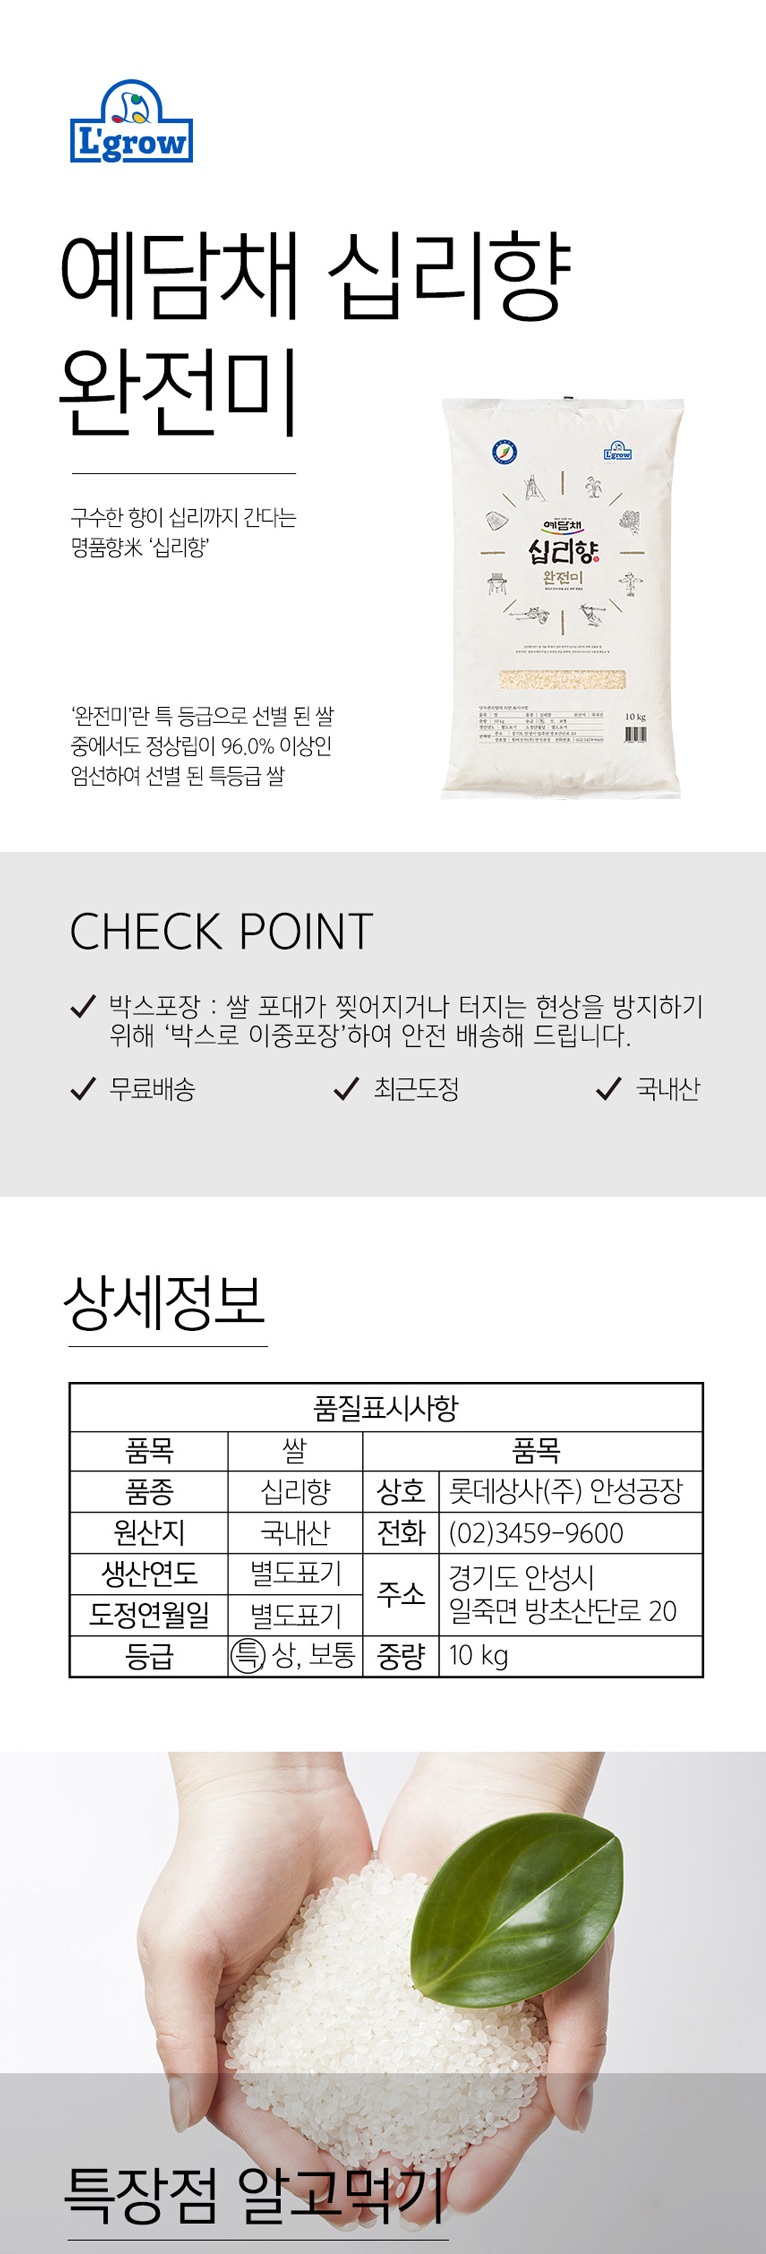 L'grow
예담채 십리향
완전미
구수한 향이 십리까지 간다는
명품향米 ‘십리향’
‘완전미’란 특 등급으로 선별 된 쌀
중에서도 정상립이 96.0% 이상인
엄선하여 선별 된 특등급 쌀
L'grow
예담채
십리향
완전미
10 kg
CHECK POINT
박스포장 : 쌀 포대가 찢어지거나 터지는 현상을 방지하기
위해 ‘박스로 이중포장’하여 안전 배송해 드립니다.
무료배송 최근도정 국내산
상세정보
품질표시사항
품목 쌀 품목
품종 십리향 상호 롯데상사(주) 안성공장
원산지 국내산 전화 (02)3459-9600
생산연도 별도표기 주소 경기도 안성시
도정연월일 별도표기 일죽면 방초산단로 20
등급 특, 상, 보통 중량 10 kg
특장점 알고먹기